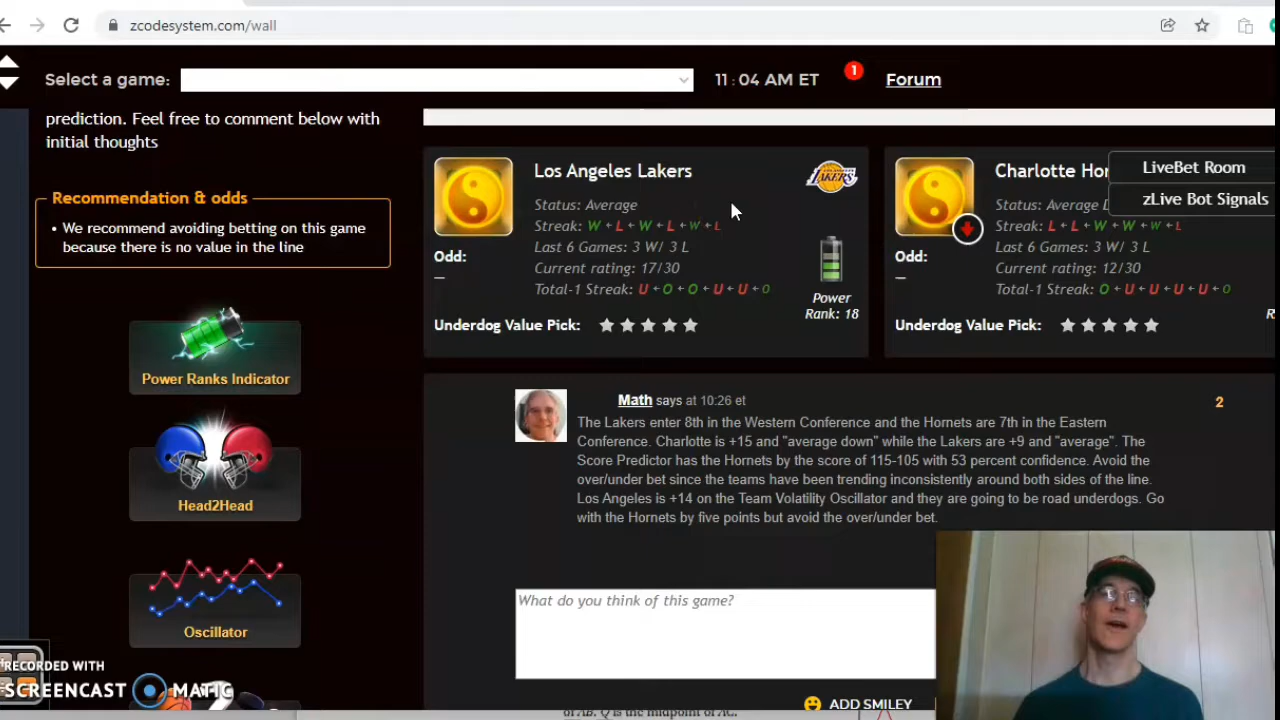 zcodesystem.com/wall
Select a game:
11:04 AM ET
1
Forum
prediction. Feel free to comment below with
initial thoughts
Recommendation & odds
• We recommend avoiding betting on this game
because there is no value in the line
Power Ranks Indicator
Head2Head
Oscillator
Los Angeles Lakers
LAKERS
Status: Average
Streak: W - L - W - L - W - L
Last 6 Games: 3 W/ 3 L
Odd:
Current rating: 17/30
—
Total-1 Streak: U - O - O - U - U - O
Power
Rank: 18
Underdog Value Pick:
Charlotte Hor
LiveBet Room
zLive Bot Signals
Status: Average D
Streak: L - L - W - W - W - L
Last 6 Games: 3 W/ 3 L
Odd:
Current rating: 12/30
—
Total-1 Streak: O - U - U - U - U - O
R
Underdog Value Pick:
Math says at 10:26 et
2
The Lakers enter 8th in the Western Conference and the Hornets are 7th in the Eastern
Conference. Charlotte is +15 and "average down" while the Lakers are +9 and "average". The
Score Predictor has the Hornets by the score of 115-105 with 53 percent confidence. Avoid the
over/under bet since the teams have been trending inconsistently around both sides of the line.
Los Angeles is +14 on the Team Volatility Oscillator and they are going to be road underdogs. Go
with the Hornets by five points but avoid the over/under bet.
What do you think of this game?
ADD SMILEY
RECORDED WITH
SCREENCAST MATIC
of AB. Q is the midpoint of AC.